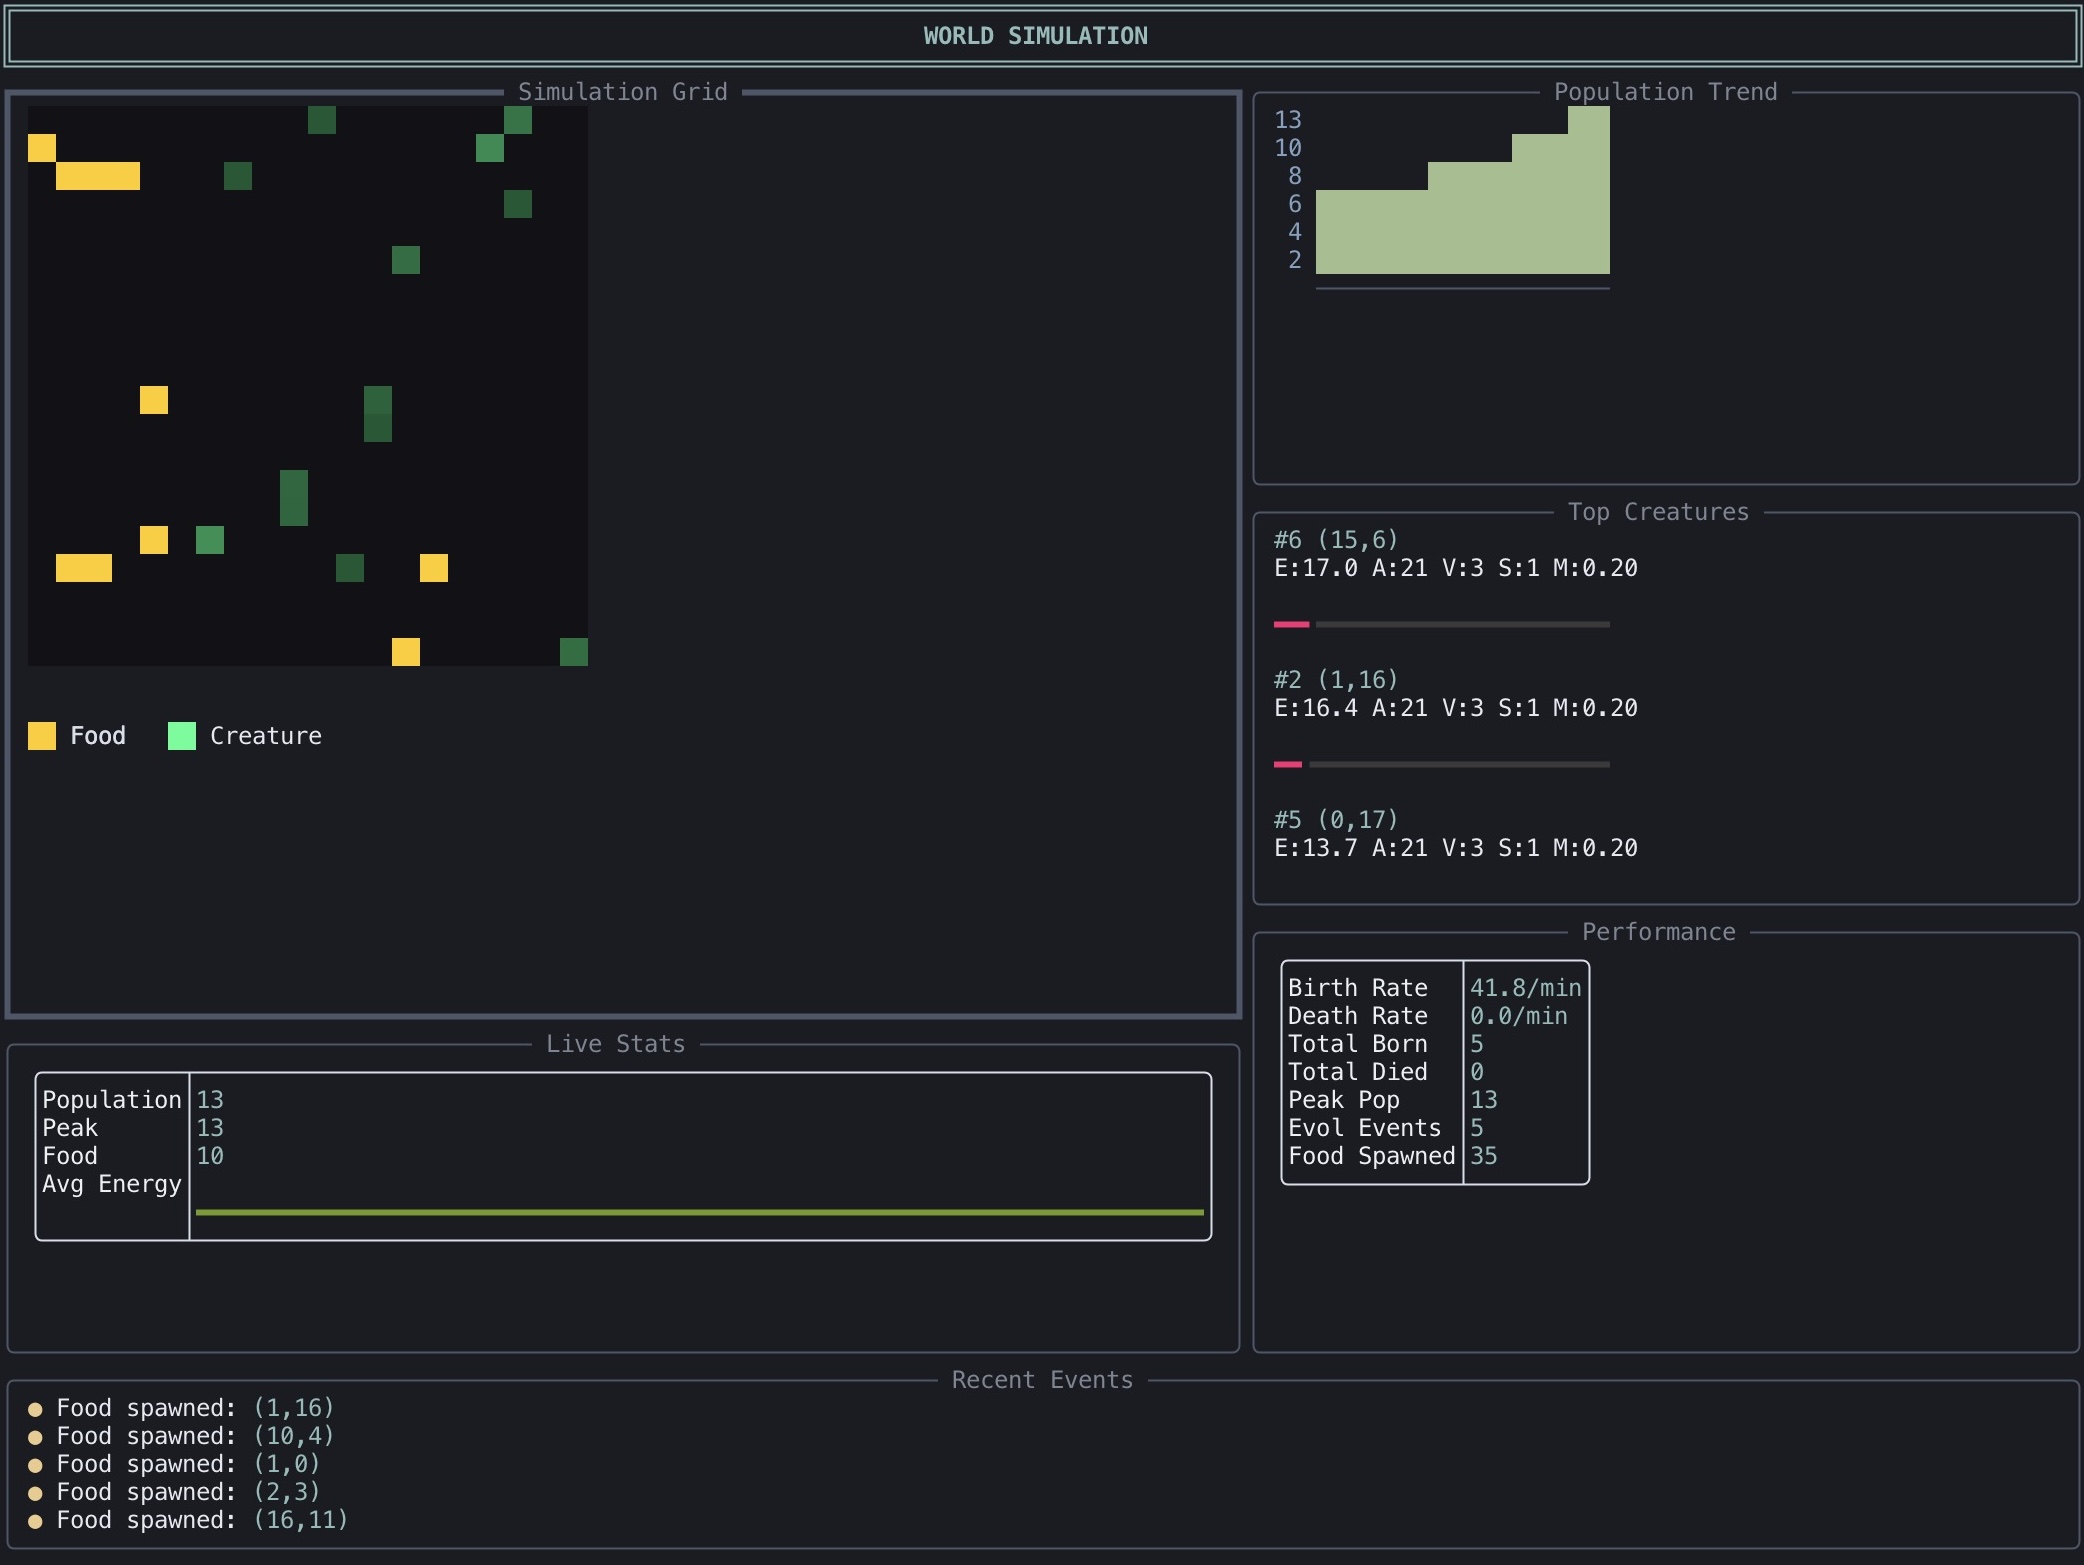 WORLD SIMULATION
Simulation Grid
Food Creature
Population Trend
13
10
8
6
4
2
Top Creatures
#6 (15,6)
E:17.0 A:21 V:3 S:1 M:0.20
#2 (1,16)
E:16.4 A:21 V:3 S:1 M:0.20
#5 (0,17)
E:13.7 A:21 V:3 S:1 M:0.20
Performance
Birth Rate 41.8/min
Death Rate 0.0/min
Total Born 5
Total Died 0
Peak Pop 13
Evol Events 5
Food Spawned 35
Live Stats
Population 13
Peak 13
Food 10
Avg Energy
Recent Events
● Food spawned: (1,16)
● Food spawned: (10,4)
● Food spawned: (1,0)
● Food spawned: (2,3)
● Food spawned: (16,11)